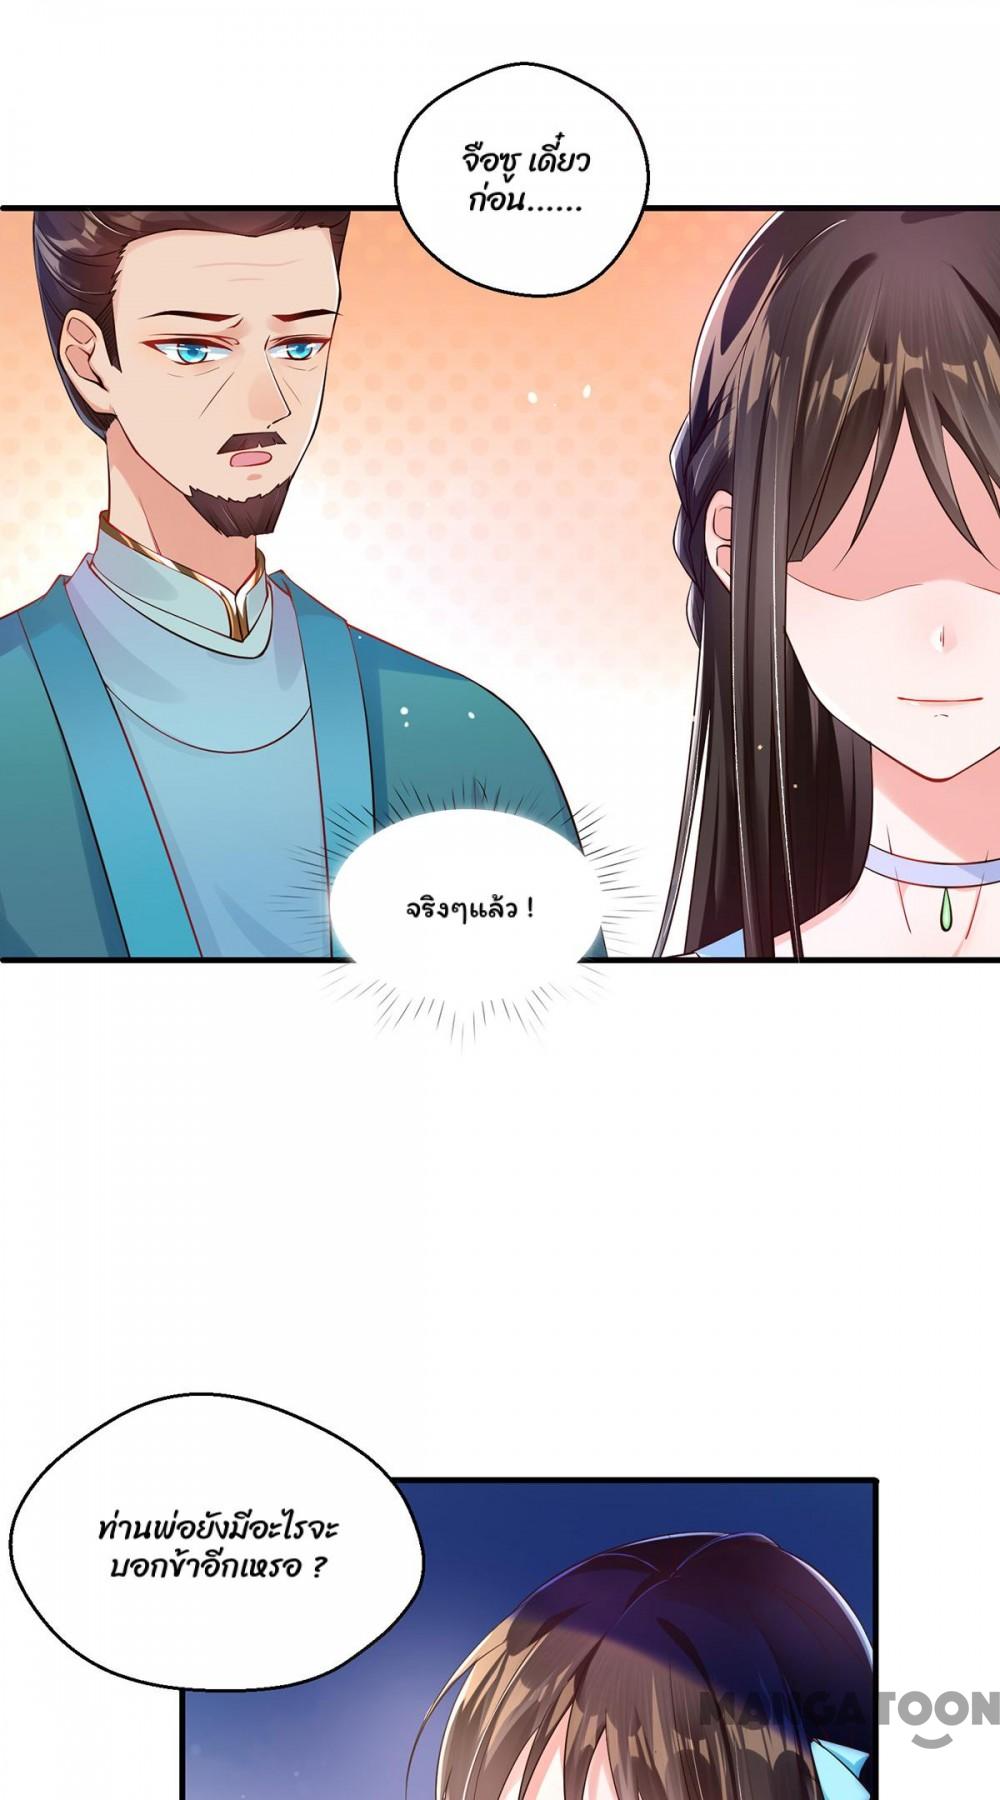 จือซู เดี๋ยว
ก่อน......
จริงๆแล้ว !
ท่านพ่อยังมีอะไรจะ
บอกข้าอีกเหรอ ?
MANGATOON